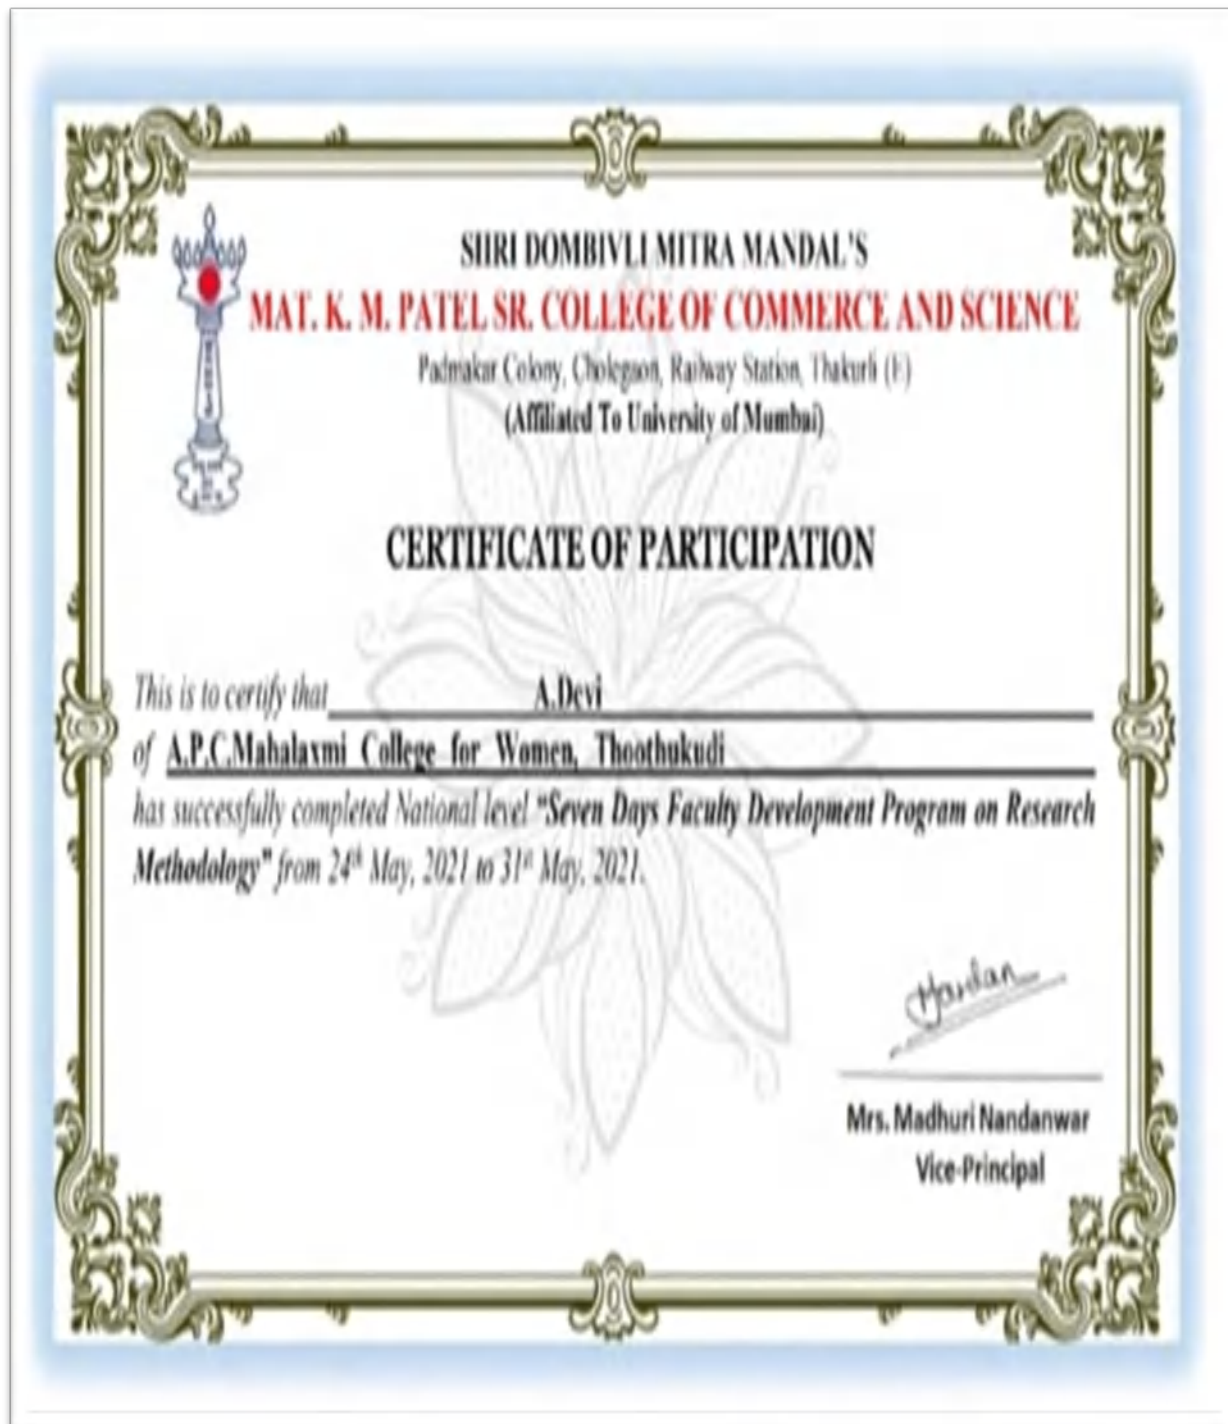 SHRI DOMBIVLI MITRA MANDAL'S
MAT. K. M. PATEL SR. COLLEGE OF COMMERCE AND SCIENCE
Padmakar Colony, Cholegaon, Railway Station, Thakurli (E)
(Affiliated To University of Mumbai)
CERTIFICATE OF PARTICIPATION
This is to certify that A.Devi
of A.P.C.Mahalaxmi College for Women, Thoothukudi
has successfully completed National level "Seven Days Faculty Development Program on Research
Methodology" from 24th May, 2021 to 31st May, 2021.
Mrs. Madhuri Nandanwar
Vice-Principal